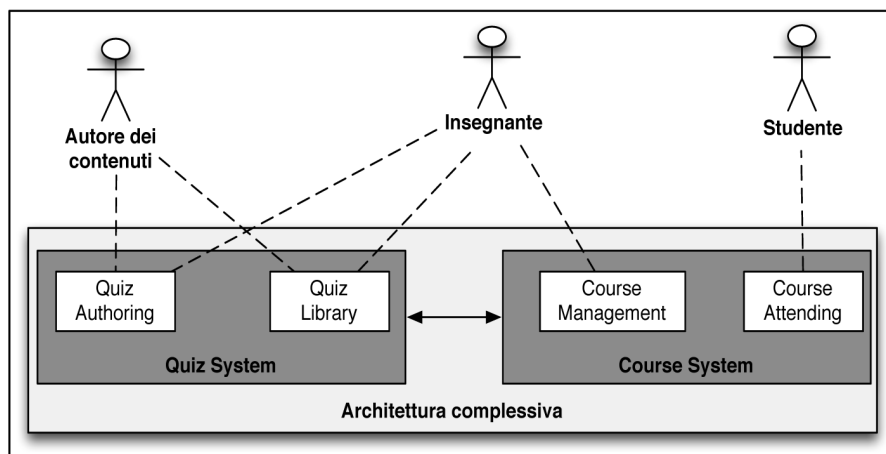 Autore dei
contenuti
Insegnante
Studente
Quiz
Authoring
Quiz
Library
Course
Management
Course
Attending
Quiz System
Course System
Architettura complessiva